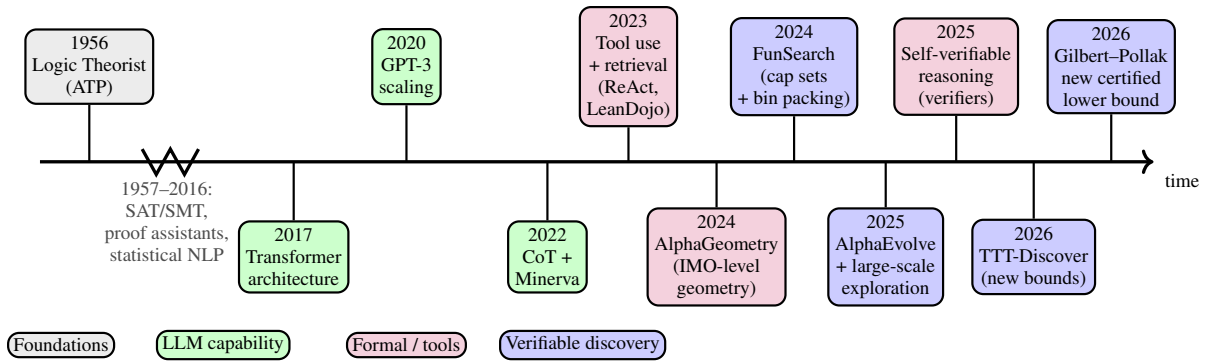 1956
Logic Theorist
(ATP)
2020
GPT-3
scaling
2023
Tool use
+ retrieval
(ReAct,
LeanDojo)
2024
FunSearch
(cap sets
+ bin packing)
2025
Self-verifiable
reasoning
(verifiers)
2026
Gilbert–Pollak
new certified
lower bound
time
1957–2016:
SAT/SMT,
proof assistants,
statistical NLP
2017
Transformer
architecture
2022
CoT +
Minerva
2024
AlphaGeometry
(IMO-level
geometry)
2025
AlphaEvolve
+ large-scale
exploration
2026
TTT-Discover
(new bounds)
Foundations
LLM capability
Formal / tools
Verifiable discovery